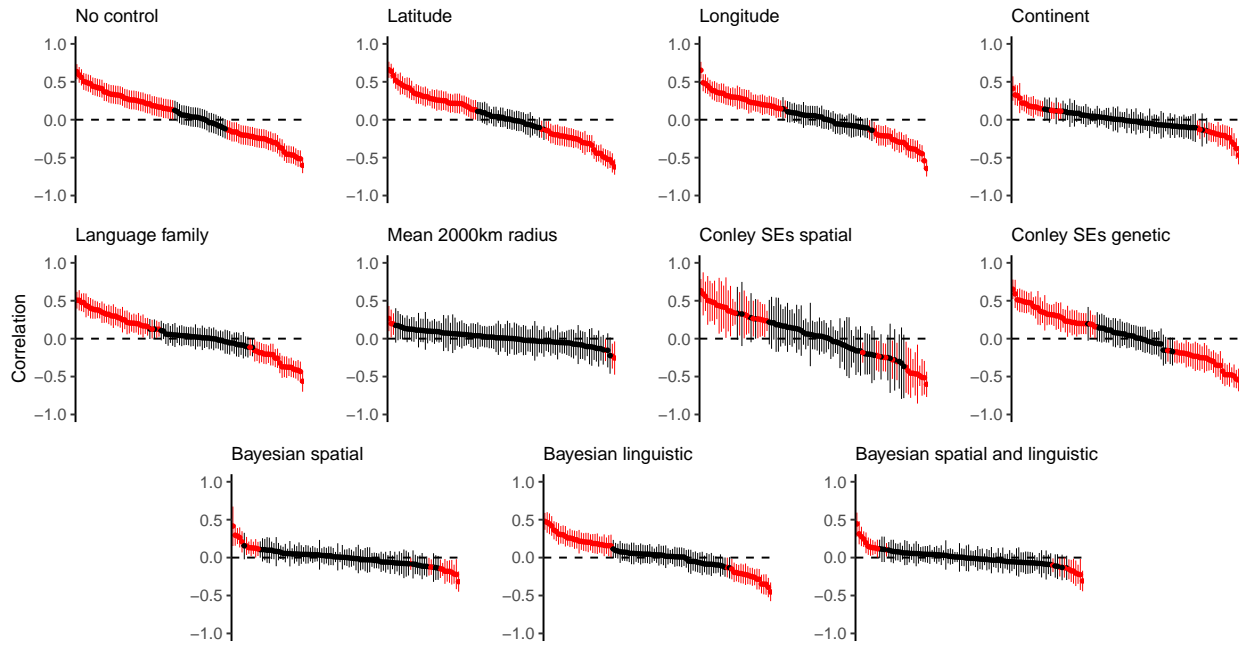 No control Latitude Longitude Continent
1.0 1.0 1.0 1.0
0.5 0.5 0.5 0.5
0.0 0.0 0.0 0.0
−0.5 −0.5 −0.5 −0.5
−1.0 −1.0 −1.0 −1.0
Language family Mean 2000km radius Conley SEs spatial Conley SEs genetic
Correlation
1.0 1.0 1.0 1.0
0.5 0.5 0.5 0.5
0.0 0.0 0.0 0.0
−0.5 −0.5 −0.5 −0.5
−1.0 −1.0 −1.0 −1.0
Bayesian spatial Bayesian linguistic Bayesian spatial and linguistic
1.0 1.0 1.0
0.5 0.5 0.5
0.0 0.0 0.0
−0.5 −0.5 −0.5
−1.0 −1.0 −1.0